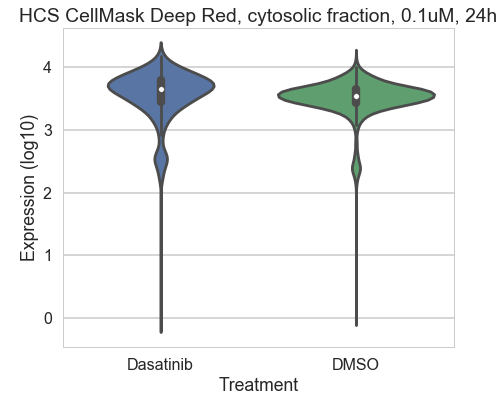 HCS CellMask Deep Red, cytosolic fraction, 0.1uM, 24h
Expression (log10)
4
3
2
1
0
Dasatinib DMSO
Treatment